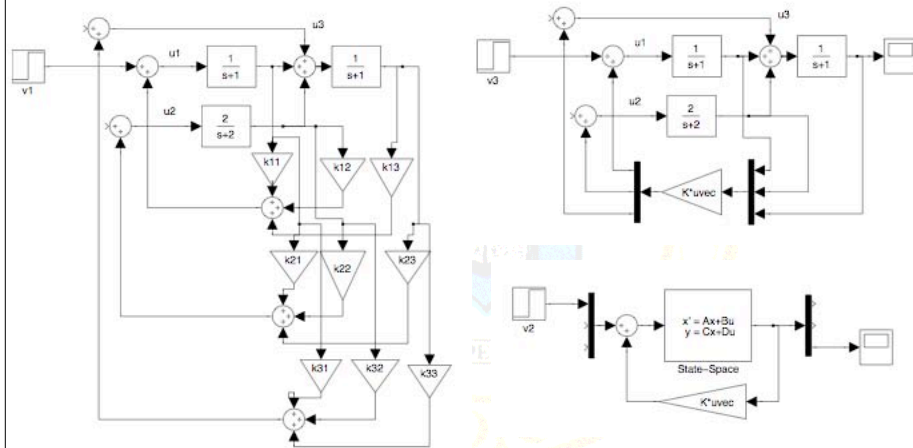 u3
u1
1
s+1
1
s+1
v1
u2
2
s+2
k11
k12
k13
k21
k22
k23
k31
k32
k33
u3
u1
1
s+1
1
s+1
v3
u2
2
s+2
K*uvec
v2
x' = Ax+Bu
y = Cx+Du
State-Space
K*uvec